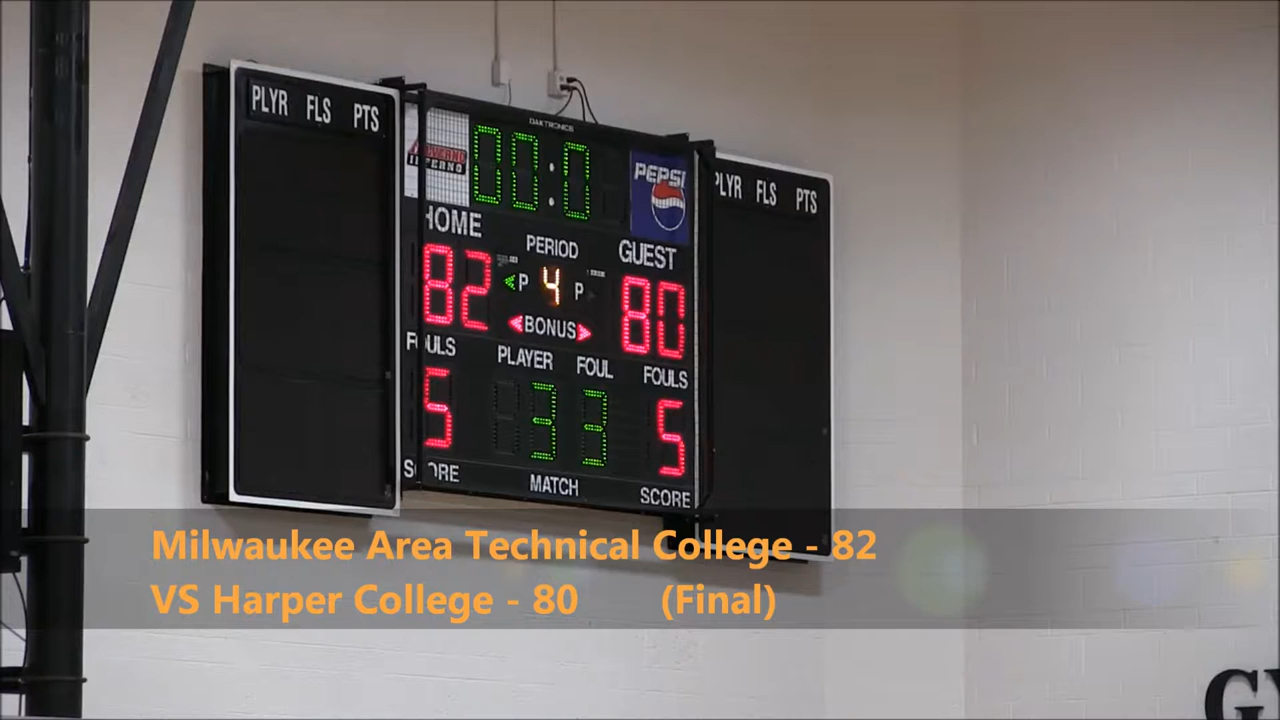 PLYR FLS PTS
DAKTRONICS
INFERNO
00:0
PEPSI
PLYR FLS PTS
HOME
PERIOD
GUEST
82
P 4 P
80
BONUS
FOULS
PLAYER FOUL
FOULS
5
3 3
5
SCORE
MATCH
SCORE
Milwaukee Area Technical College - 82
VS Harper College - 80 (Final)